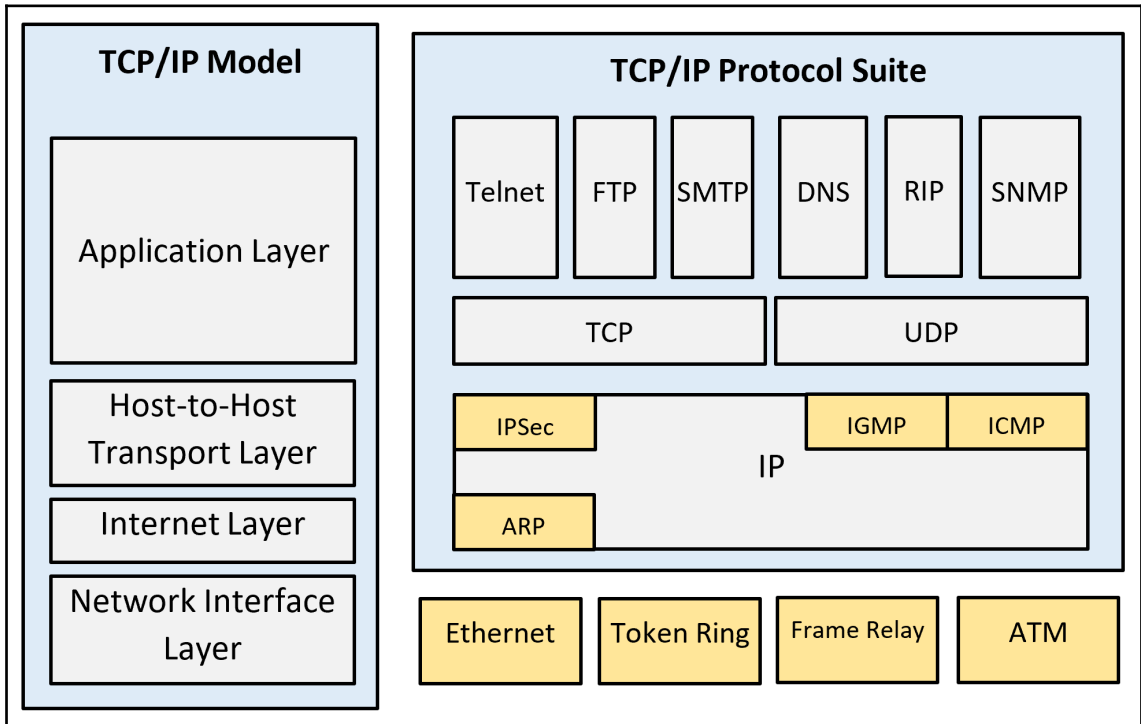 TCP/IP Model
Application Layer
Host-to-Host
Transport Layer
Internet Layer
Network Interface
Layer
TCP/IP Protocol Suite
Telnet
FTP
SMTP
DNS
RIP
SNMP
TCP
UDP
IPSec
IGMP
ICMP
IP
ARP
Ethernet
Token Ring
Frame Relay
ATM